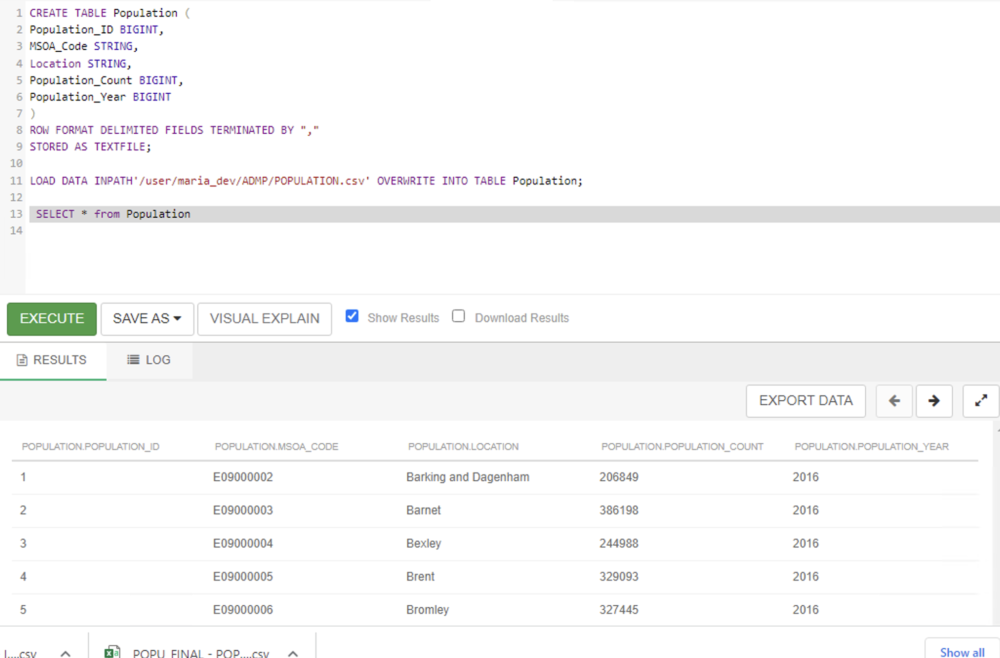 1 CREATE TABLE Population (
2 Population_ID BIGINT,
3 MSOA_Code STRING,
4 Location STRING,
5 Population_Count BIGINT,
6 Population_Year BIGINT
7 )
8 ROW FORMAT DELIMITED FIELDS TERMINATED BY ","
9 STORED AS TEXTFILE;
10
11 LOAD DATA INPATH'/user/maria_dev/ADMP/POPULATION.csv' OVERWRITE INTO TABLE Population;
12
13 SELECT * from Population
14
EXECUTE SAVE AS VISUAL EXPLAIN Show Results Download Results
RESULTS LOG
EXPORT DATA
POPULATION.POPULATION_ID POPULATION.MSOA_CODE POPULATION.LOCATION POPULATION.POPULATION_COUNT POPULATION.POPULATION_YEAR
1 E09000002 Barking and Dagenham 206849 2016
2 E09000003 Barnet 386198 2016
3 E09000004 Bexley 244988 2016
4 E09000005 Brent 329093 2016
5 E09000006 Bromley 327445 2016
....csv POPU_FINAL - POP....csv Show all